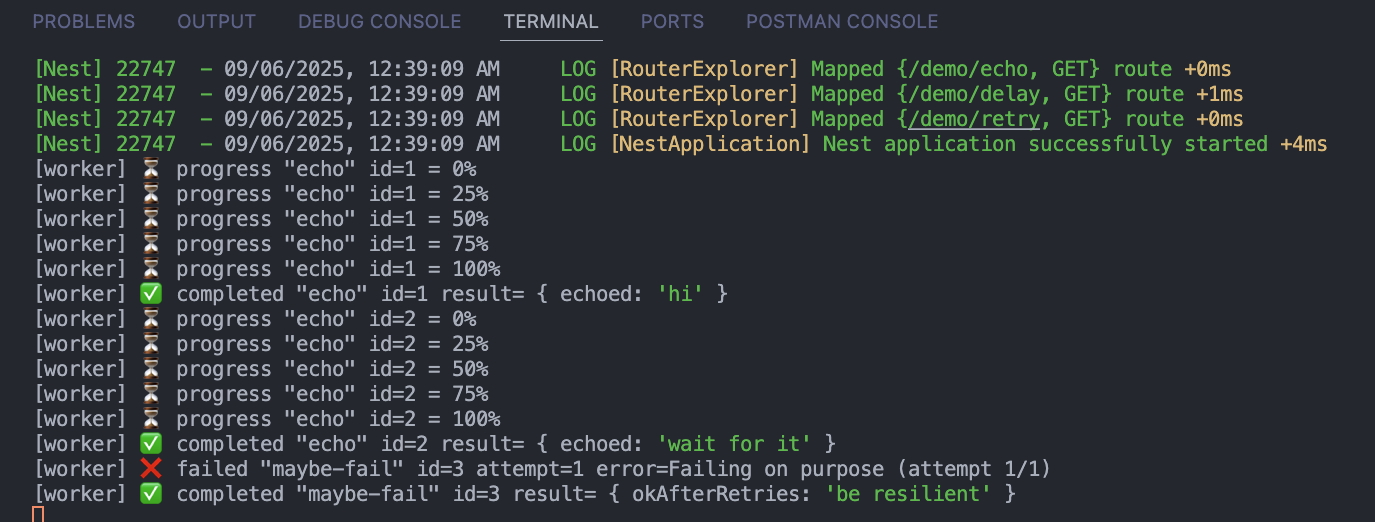 PROBLEMS OUTPUT DEBUG CONSOLE TERMINAL PORTS POSTMAN CONSOLE
[Nest] 22747  - 09/06/2025, 12:39:09 AM     LOG [RouterExplorer] Mapped {/demo/echo, GET} route +0ms
[Nest] 22747  - 09/06/2025, 12:39:09 AM     LOG [RouterExplorer] Mapped {/demo/delay, GET} route +1ms
[Nest] 22747  - 09/06/2025, 12:39:09 AM     LOG [RouterExplorer] Mapped {/demo/retry, GET} route +0ms
[Nest] 22747  - 09/06/2025, 12:39:09 AM     LOG [NestApplication] Nest application successfully started +4ms
[worker] ⏳ progress "echo" id=1 = 0%
[worker] ⏳ progress "echo" id=1 = 25%
[worker] ⏳ progress "echo" id=1 = 50%
[worker] ⏳ progress "echo" id=1 = 75%
[worker] ⏳ progress "echo" id=1 = 100%
[worker] ✅ completed "echo" id=1 result= { echoed: 'hi' }
[worker] ⏳ progress "echo" id=2 = 0%
[worker] ⏳ progress "echo" id=2 = 25%
[worker] ⏳ progress "echo" id=2 = 50%
[worker] ⏳ progress "echo" id=2 = 75%
[worker] ⏳ progress "echo" id=2 = 100%
[worker] ✅ completed "echo" id=2 result= { echoed: 'wait for it' }
[worker] ❌ failed "maybe-fail" id=3 attempt=1 error=Failing on purpose (attempt 1/1)
[worker] ✅ completed "maybe-fail" id=3 result= { okAfterRetries: 'be resilient' }